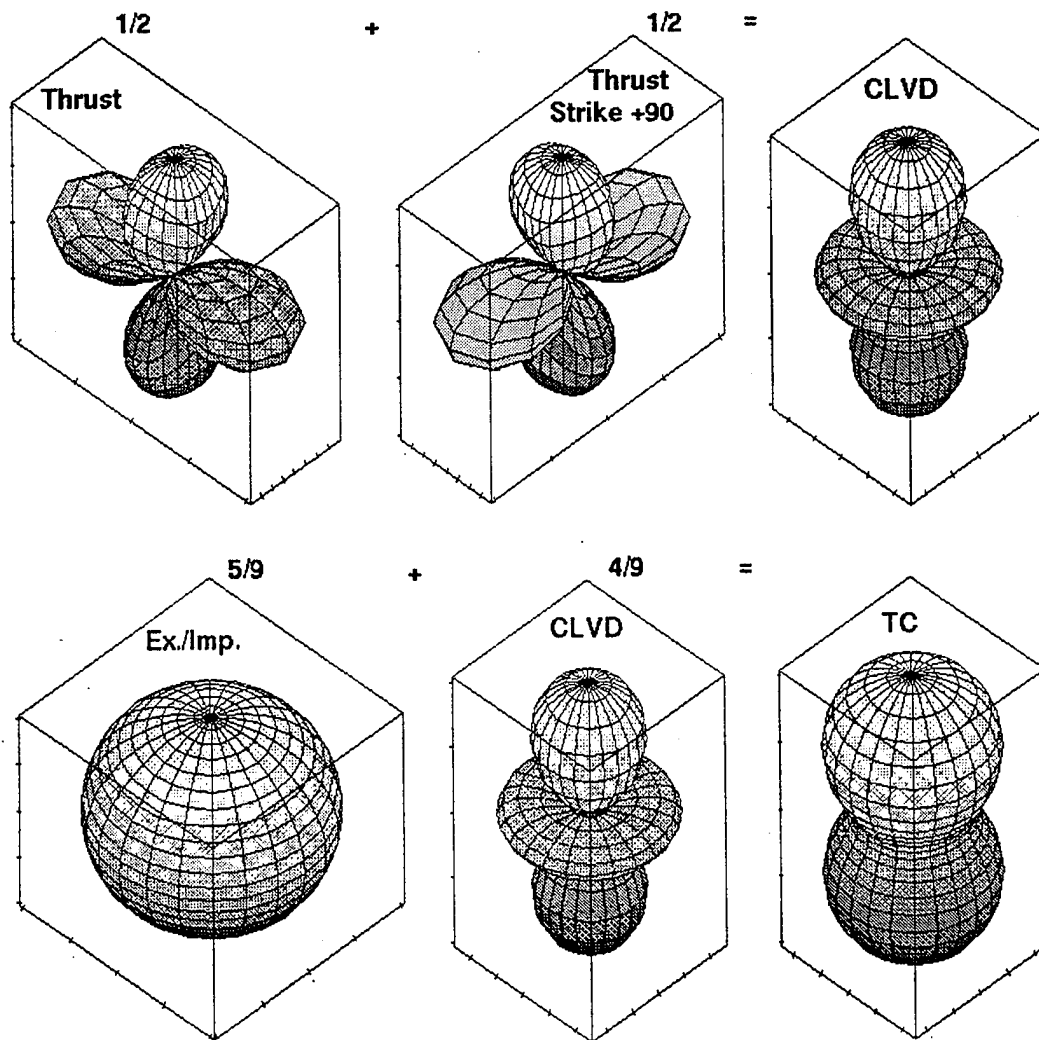 1/2 + 1/2 =
Thrust
Thrust
Strike +90
CLVD
5/9 + 4/9 =
Ex./Imp.
CLVD
TC